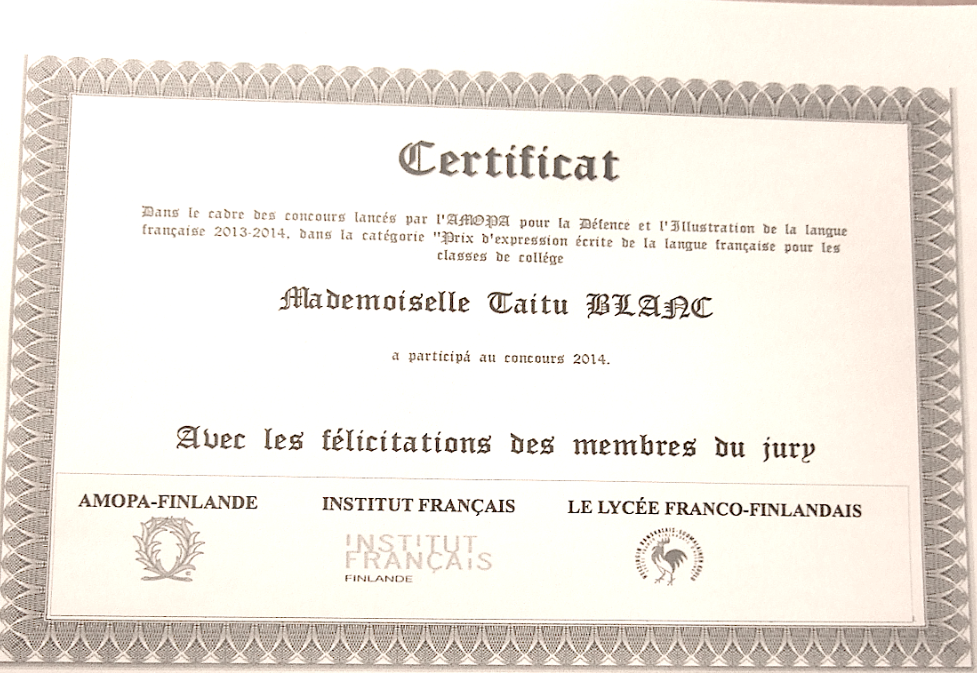 Certificat
Dans le cadre des concours lancés par l'AMOPA pour la Défence et l'Illustration de la langue
française 2013-2014, dans la catégorie "Prix d'expression écrite de la langue française pour les
classes de collége
Mademoiselle Taitu BLANC
a participá au concours 2014.
Avec les félicitations des membres du jury
AMOPA-FINLANDE INSTITUT FRANÇAIS LE LYCÉE FRANCO-FINLANDAIS
INSTITUT
FRANÇAIS
FINLANDE